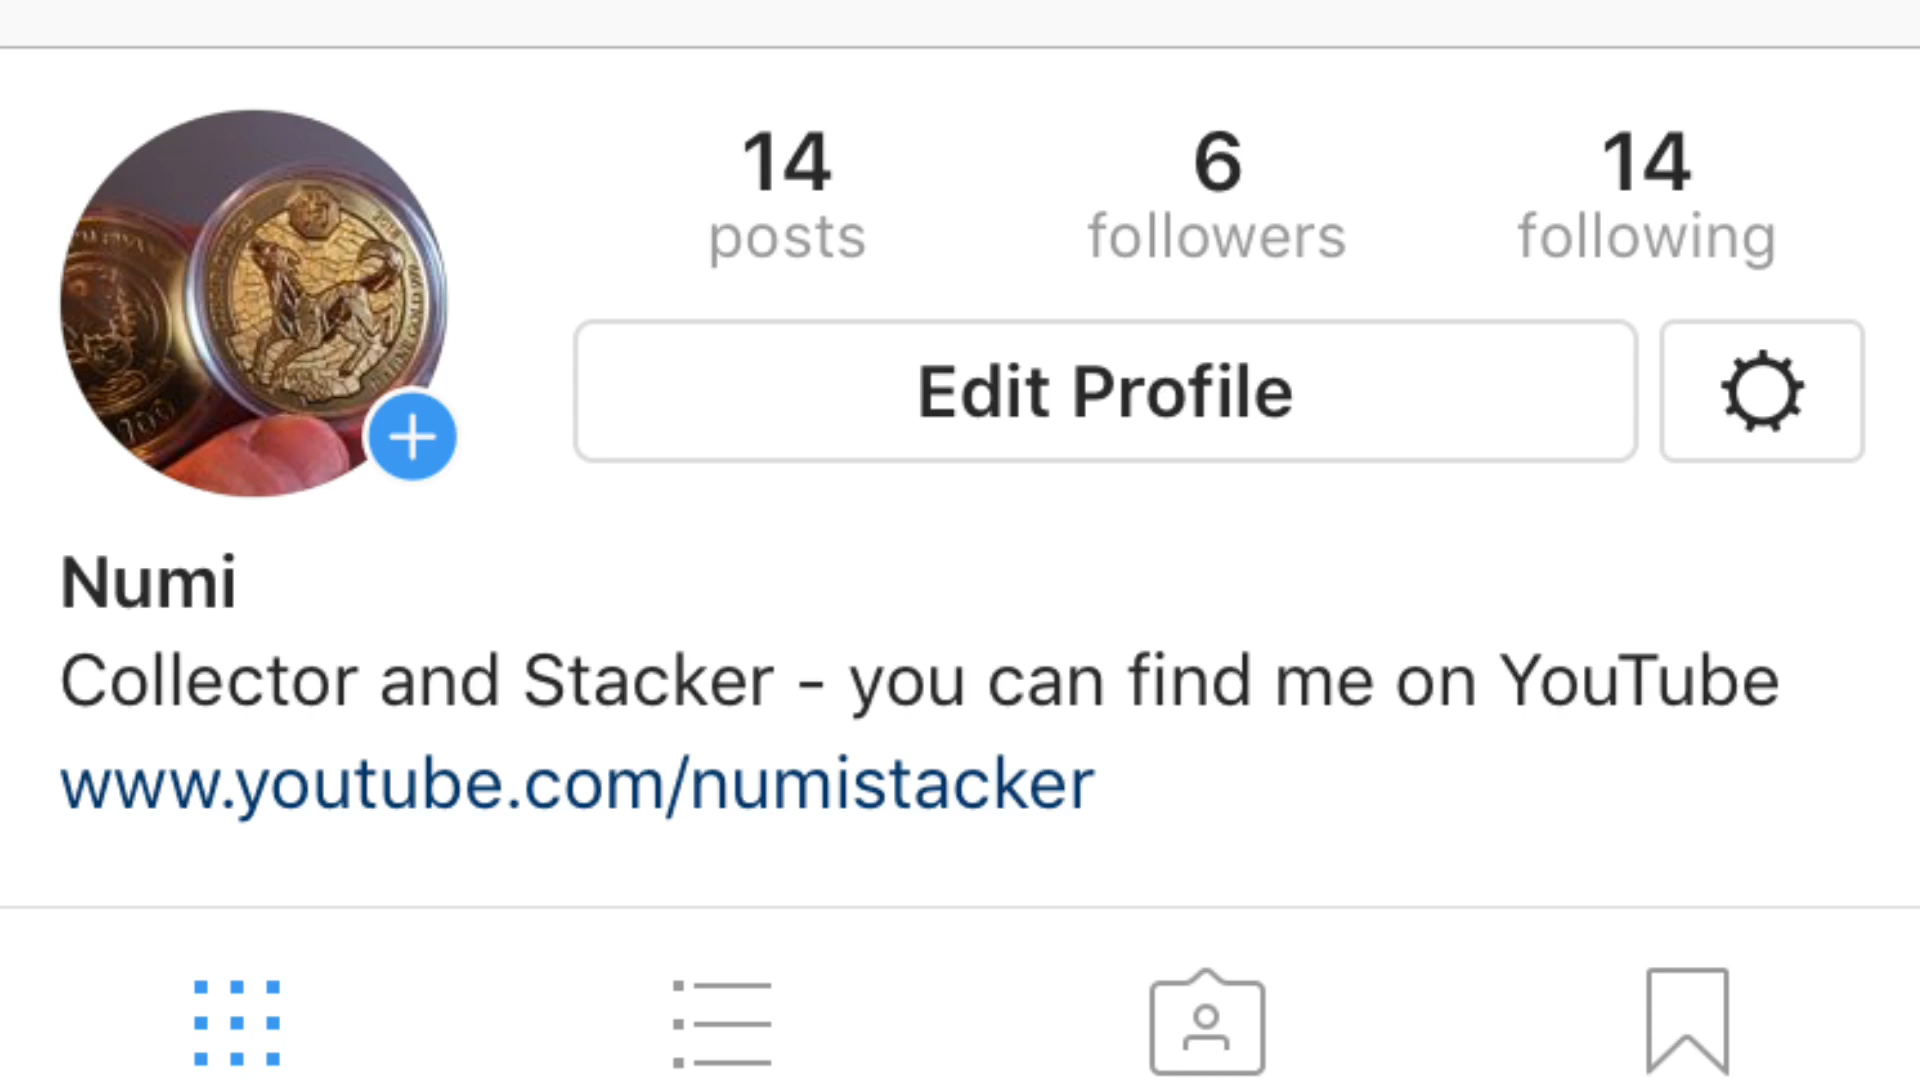 14
posts
6
followers
14
following
Edit Profile
Numi
Collector and Stacker - you can find me on YouTube
www.youtube.com/numistacker
100